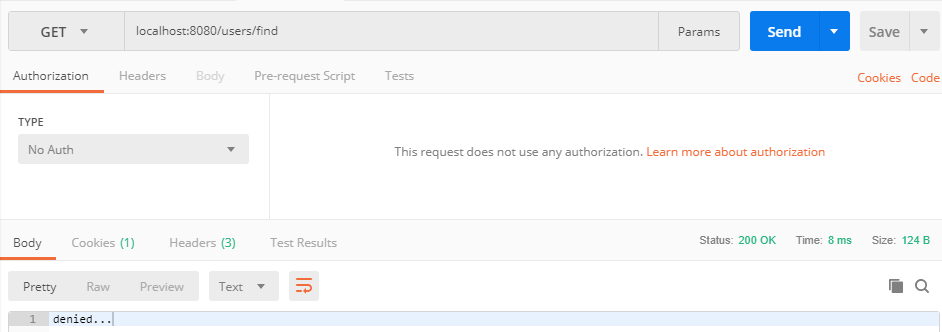 GET localhost:8080/users/find Params Send Save
Authorization Headers Body Pre-request Script Tests Cookies Code
TYPE
No Auth
This request does not use any authorization. Learn more about authorization
Body Cookies (1) Headers (3) Test Results Status: 200 OK Time: 8 ms Size: 124 B
Pretty Raw Preview Text
1 denied...